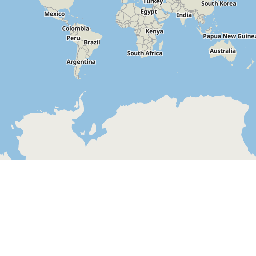 Turkey
South Korea
Mexico
Egypt
India
Colombia
Kenya
Peru
Brazil
Papua New Guinea
Australia
South Africa
Argentina